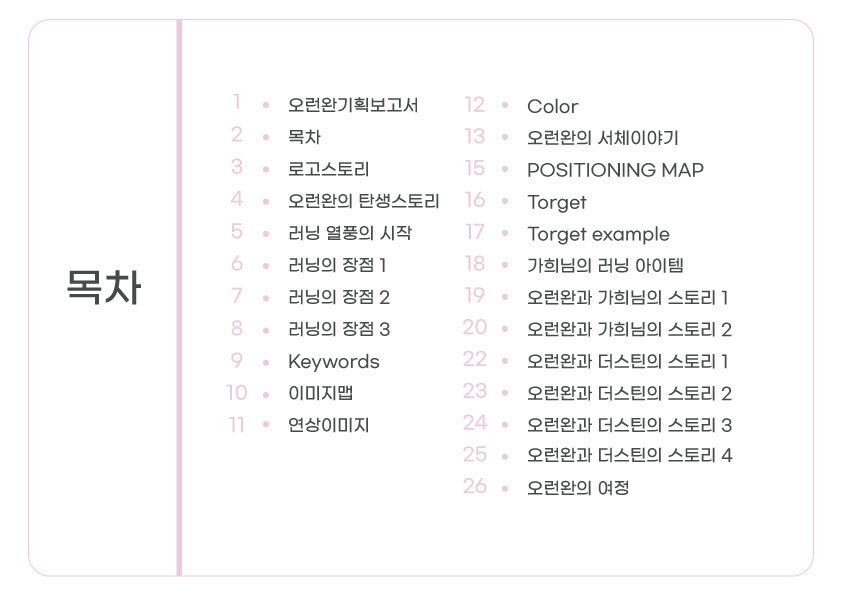 목차
1 • 오런완기획보고서
2 • 목차
3 • 로고스토리
4 • 오런완의 탄생스토리
5 • 러닝 열풍의 시작
6 • 러닝의 장점 1
7 • 러닝의 장점 2
8 • 러닝의 장점 3
9 • Keywords
10 • 이미지맵
11 • 연상이미지
12 • Color
13 • 오런완의 서체이야기
15 • POSITIONING MAP
16 • Torget
17 • Torget example
18 • 가희님의 러닝 아이템
19 • 오런완과 가희님의 스토리 1
20 • 오런완과 가희님의 스토리 2
22 • 오런완과 더스틴의 스토리 1
23 • 오런완과 더스틴의 스토리 2
24 • 오런완과 더스틴의 스토리 3
25 • 오런완과 더스틴의 스토리 4
26 • 오런완의 여정